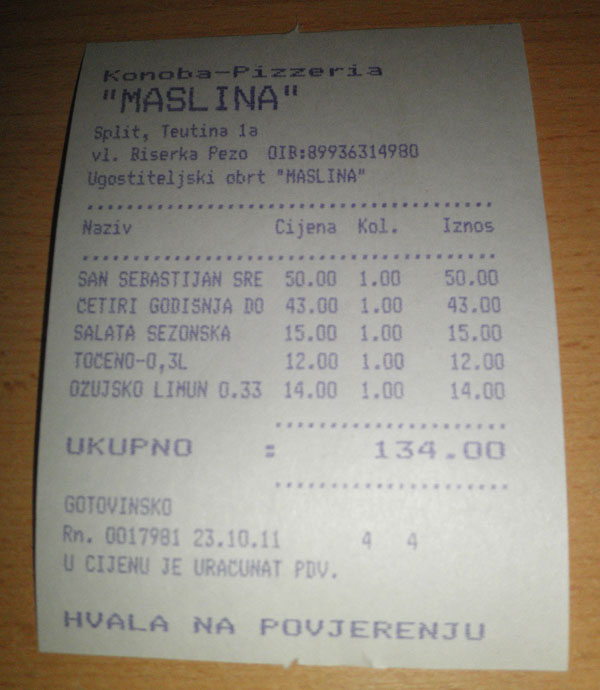 Konoba-Pizzeria
"MASLINA"
Split, Teutina 1a
vl. Biserka Pezo OIB:89936314980
Ugostiteljski obrt "MASLINA"
Naziv Cijena Kol. Iznos
SAN SEBASTIJAN SRE 50.00 1.00 50.00
CETIRI GODISNJA DO 43.00 1.00 43.00
SALATA SEZONSKA 15.00 1.00 15.00
TOCENO-0,3L 12.00 1.00 12.00
OZUJSKO LIMUN 0.33 14.00 1.00 14.00
UKUPNO : 134.00
GOTOVINSKO
Rn. 0017981 23.10.11 4 4
U CIJENU JE URACUNAT PDV.
HVALA NA POVJERENJU